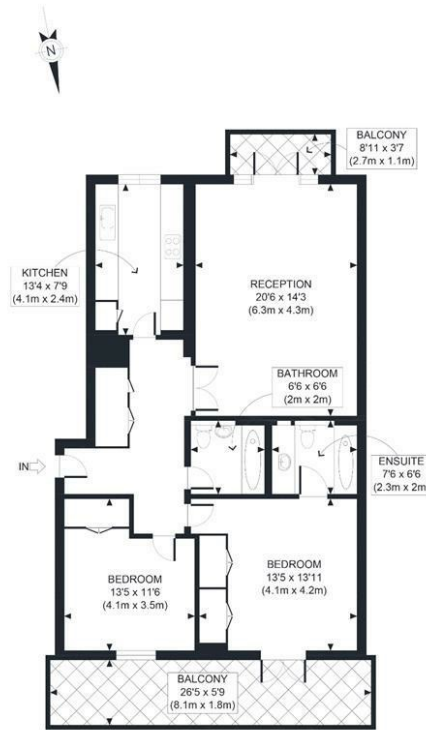 N
BALCONY
8'11 x 3'7
(2.7m x 1.1m)
KITCHEN
13'4 x 7'9
(4.1m x 2.4m)
RECEPTION
20'6 x 14'3
(6.3m x 4.3m)
BATHROOM
6'6 x 6'6
(2m x 2m)
IN
ENSUITE
7'6 x 6'6
(2.3m x 2m)
BEDROOM
13'5 x 11'6
(4.1m x 3.5m)
BEDROOM
13'5 x 13'11
(4.1m x 4.2m)
BALCONY
26'5 x 5'9
(8.1m x 1.8m)